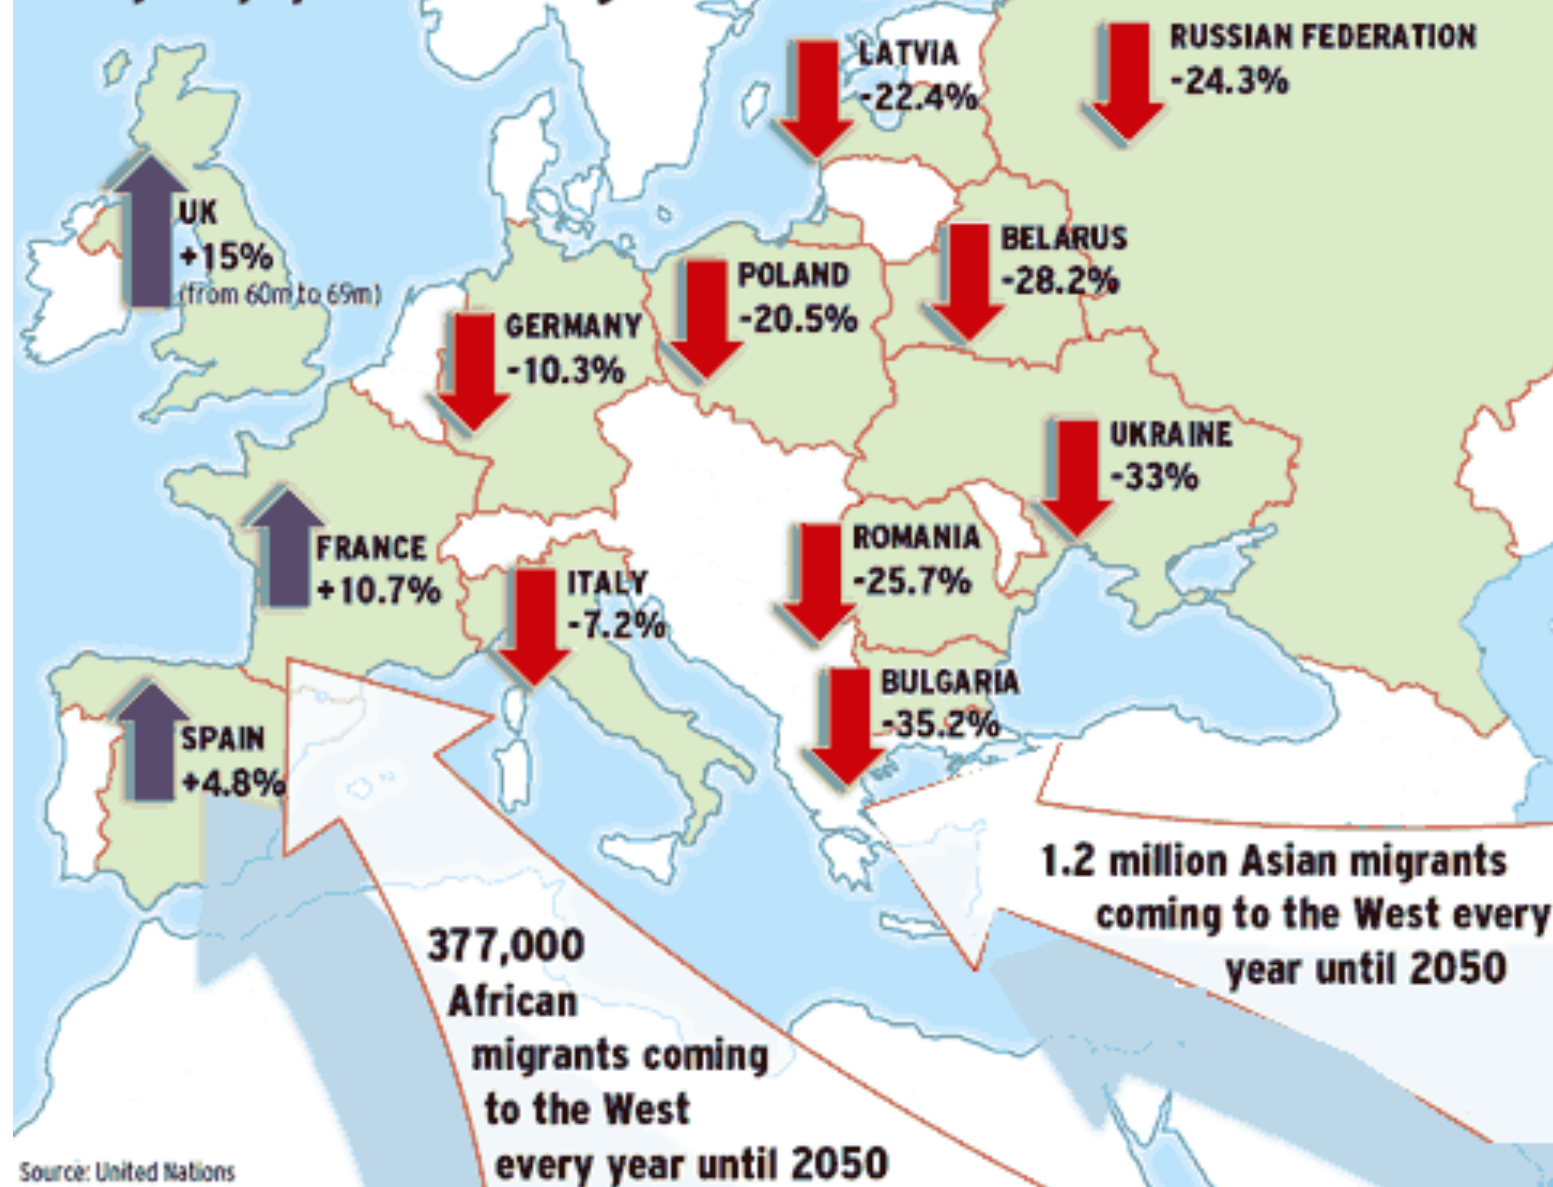 LATVIA
-22.4%
RUSSIAN FEDERATION
-24.3%
UK
+15%
(from 60m to 69m)
BELARUS
-28.2%
POLAND
-20.5%
GERMANY
-10.3%
UKRAINE
-33%
FRANCE
+10.7%
ITALY
-7.2%
ROMANIA
-25.7%
BULGARIA
-35.2%
SPAIN
+4.8%
1.2 million Asian migrants
coming to the West every
year until 2050
377,000
African
migrants coming
to the West
every year until 2050
Source: United Nations